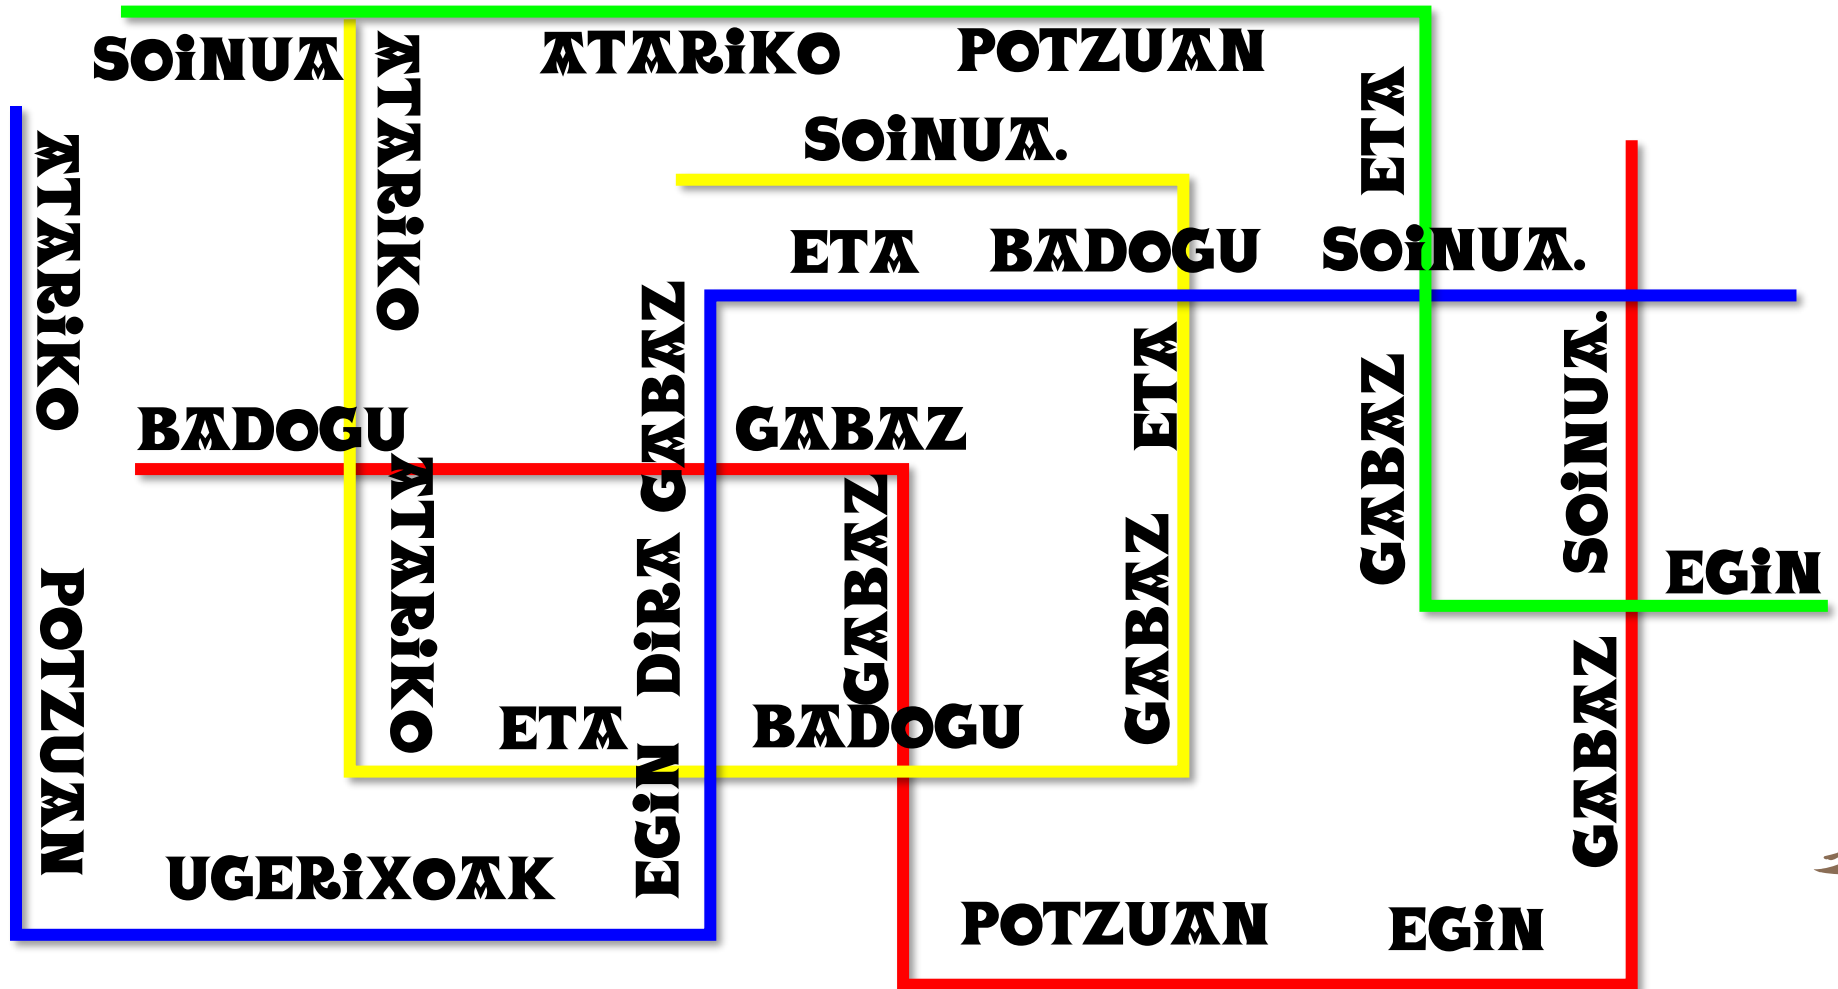 SOiNUA
ATARiKO
ATARiKO
POTZUAN
ETA
SOiNUA.
ATARiKO
POTZUAN
UGERiXOAK
EGiN DiRA GABAZ
ETA BADOGU SOiNUA.
BADOGU
GABAZ
GABAZ
ATARiKO
ETA
BADOGU
GABAZ
ETA
GABAZ
SOiNUA.
EGiN
GABAZ
POTZUAN
EGiN